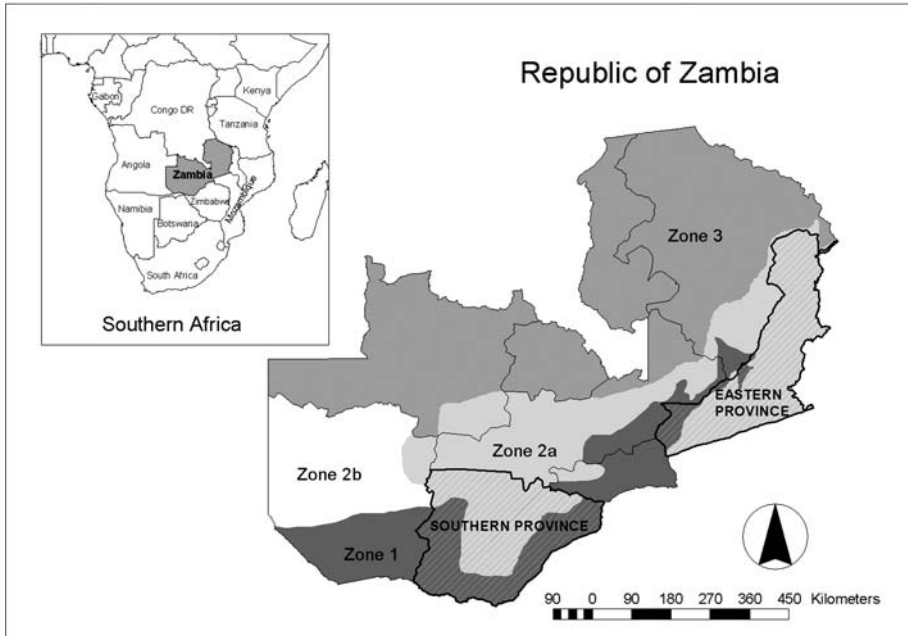 Republic of Zambia
Gabon
Congo DR
Kenya
Tanzania
Angola
Zambia
Mozambique
Zimbabwe
Namibia
Botswana
South Africa
Southern Africa
Zone 3
EASTERN
PROVINCE
Zone 2a
Zone 2b
SOUTHERN PROVINCE
Zone 1
90 45 0 90 180 270 360 450 Kilometers